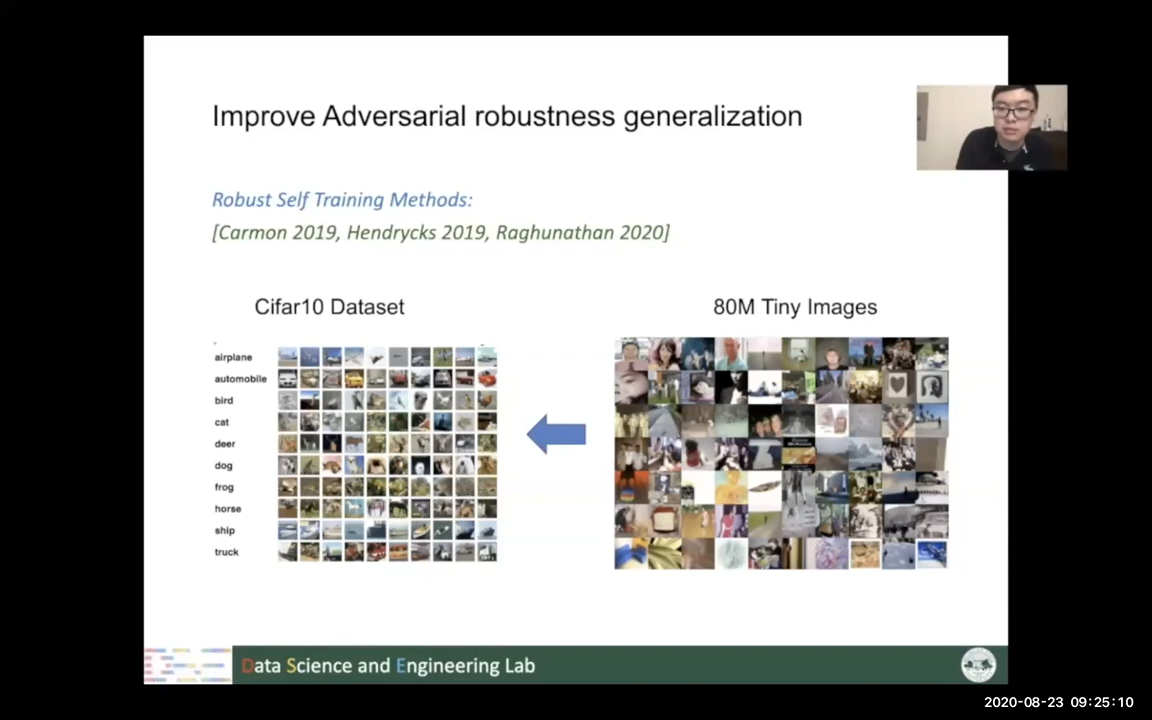 Improve Adversarial robustness generalization
Robust Self Training Methods:
[Carmon 2019, Hendrycks 2019, Raghunathan 2020]
Cifar10 Dataset
80M Tiny Images
airplane
automobile
bird
cat
deer
dog
frog
horse
ship
truck
Data Science and Engineering Lab
2020-08-23 09:25:10